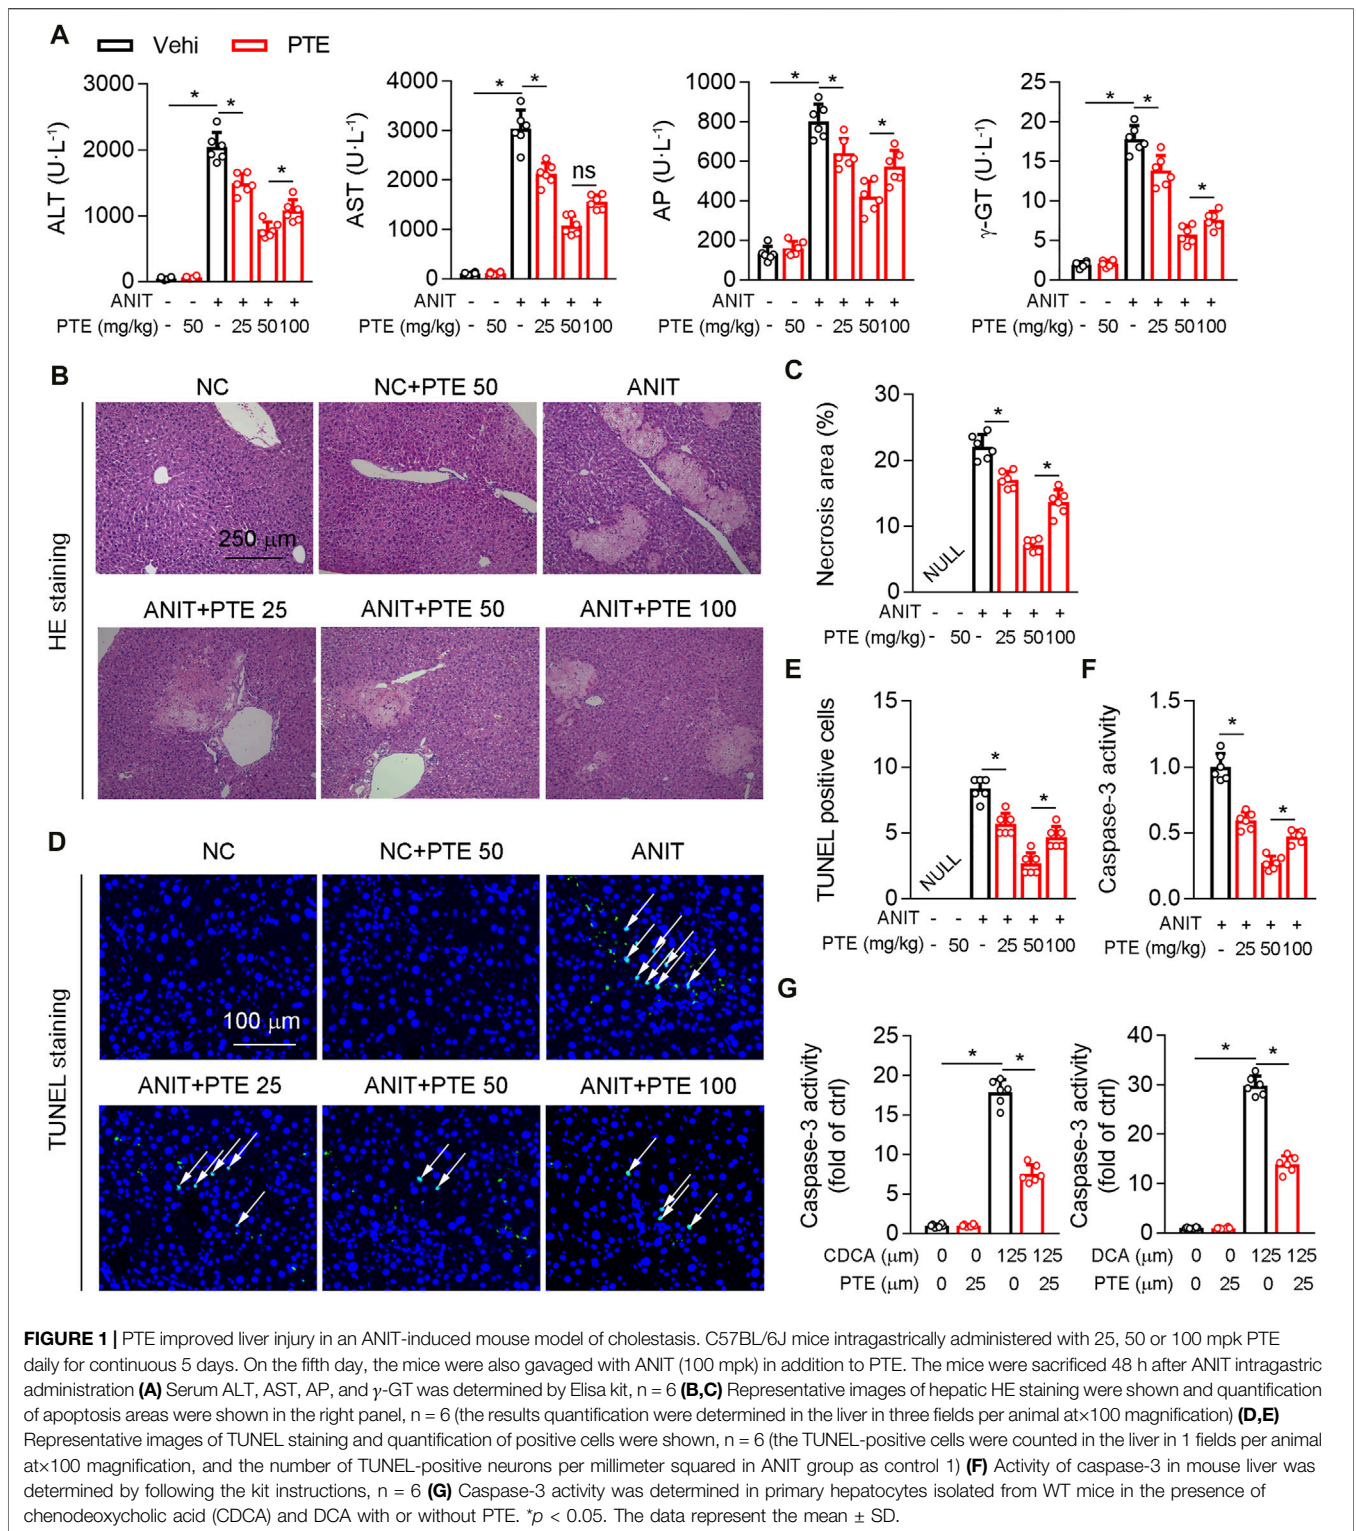 A Vehi PTE
ALT (U·L-1)
3000
2000
1000
0
* * *
ANIT - - + + + +
PTE (mg/kg) - 50 - 25 50 100
AST (U·L-1)
4000
3000
2000
1000
0
* * ns
ANIT - - + + + +
PTE (mg/kg) - 50 - 25 50 100
AP (U·L-1)
1000
800
600
400
200
0
* * *
ANIT - - + + + +
PTE (mg/kg) - 50 - 25 50 100
γ-GT (U·L-1)
25
20
15
10
5
0
* * *
ANIT - - + + + +
PTE (mg/kg) - 50 - 25 50 100
B
HE staining
NC NC+PTE 50 ANIT
250 μm
ANIT+PTE 25 ANIT+PTE 50 ANIT+PTE 100
C
Necrosis area (%)
30
20
10
0
NULL
* *
ANIT - - + + + +
PTE (mg/kg) - 50 - 25 50 100
D
TUNEL staining
NC NC+PTE 50 ANIT
100 μm
ANIT+PTE 25 ANIT+PTE 50 ANIT+PTE 100
E
TUNEL positive cells
15
10
5
0
NULL
* *
ANIT - - + + + +
PTE (mg/kg) - 50 - 25 50 100
F
Caspase-3 activity
1.5
1.0
0.5
0.0
* *
ANIT + + + +
PTE (mg/kg) - 25 50 100
G
Caspase-3 activity
(fold of ctrl)
25
20
15
10
5
0
* *
CDCA (μm) 0 0 125 125
PTE (μm) 0 25 0 25
Caspase-3 activity
(fold of ctrl)
40
30
20
10
0
* *
DCA (μm) 0 0 125 125
PTE (μm) 0 25 0 25
FIGURE 1 | PTE improved liver injury in an ANIT-induced mouse model of cholestasis. C57BL/6J mice intragastrically administered with 25, 50 or 100 mpk PTE
daily for continuous 5 days. On the fifth day, the mice were also gavaged with ANIT (100 mpk) in addition to PTE. The mice were sacrificed 48 h after ANIT intragastric
administration (A) Serum ALT, AST, AP, and γ-GT was determined by Elisa kit, n = 6 (B,C) Representative images of hepatic HE staining were shown and quantification
of apoptosis areas were shown in the right panel, n = 6 (the results quantification were determined in the liver in three fields per animal at×100 magnification) (D,E)
Representative images of TUNEL staining and quantification of positive cells were shown, n = 6 (the TUNEL-positive cells were counted in the liver in 1 fields per animal
at×100 magnification, and the number of TUNEL-positive neurons per millimeter squared in ANIT group as control 1) (F) Activity of caspase-3 in mouse liver was
determined by following the kit instructions, n = 6 (G) Caspase-3 activity was determined in primary hepatocytes isolated from WT mice in the presence of
chenodeoxycholic acid (CDCA) and DCA with or without PTE. *p < 0.05. The data represent the mean ± SD.